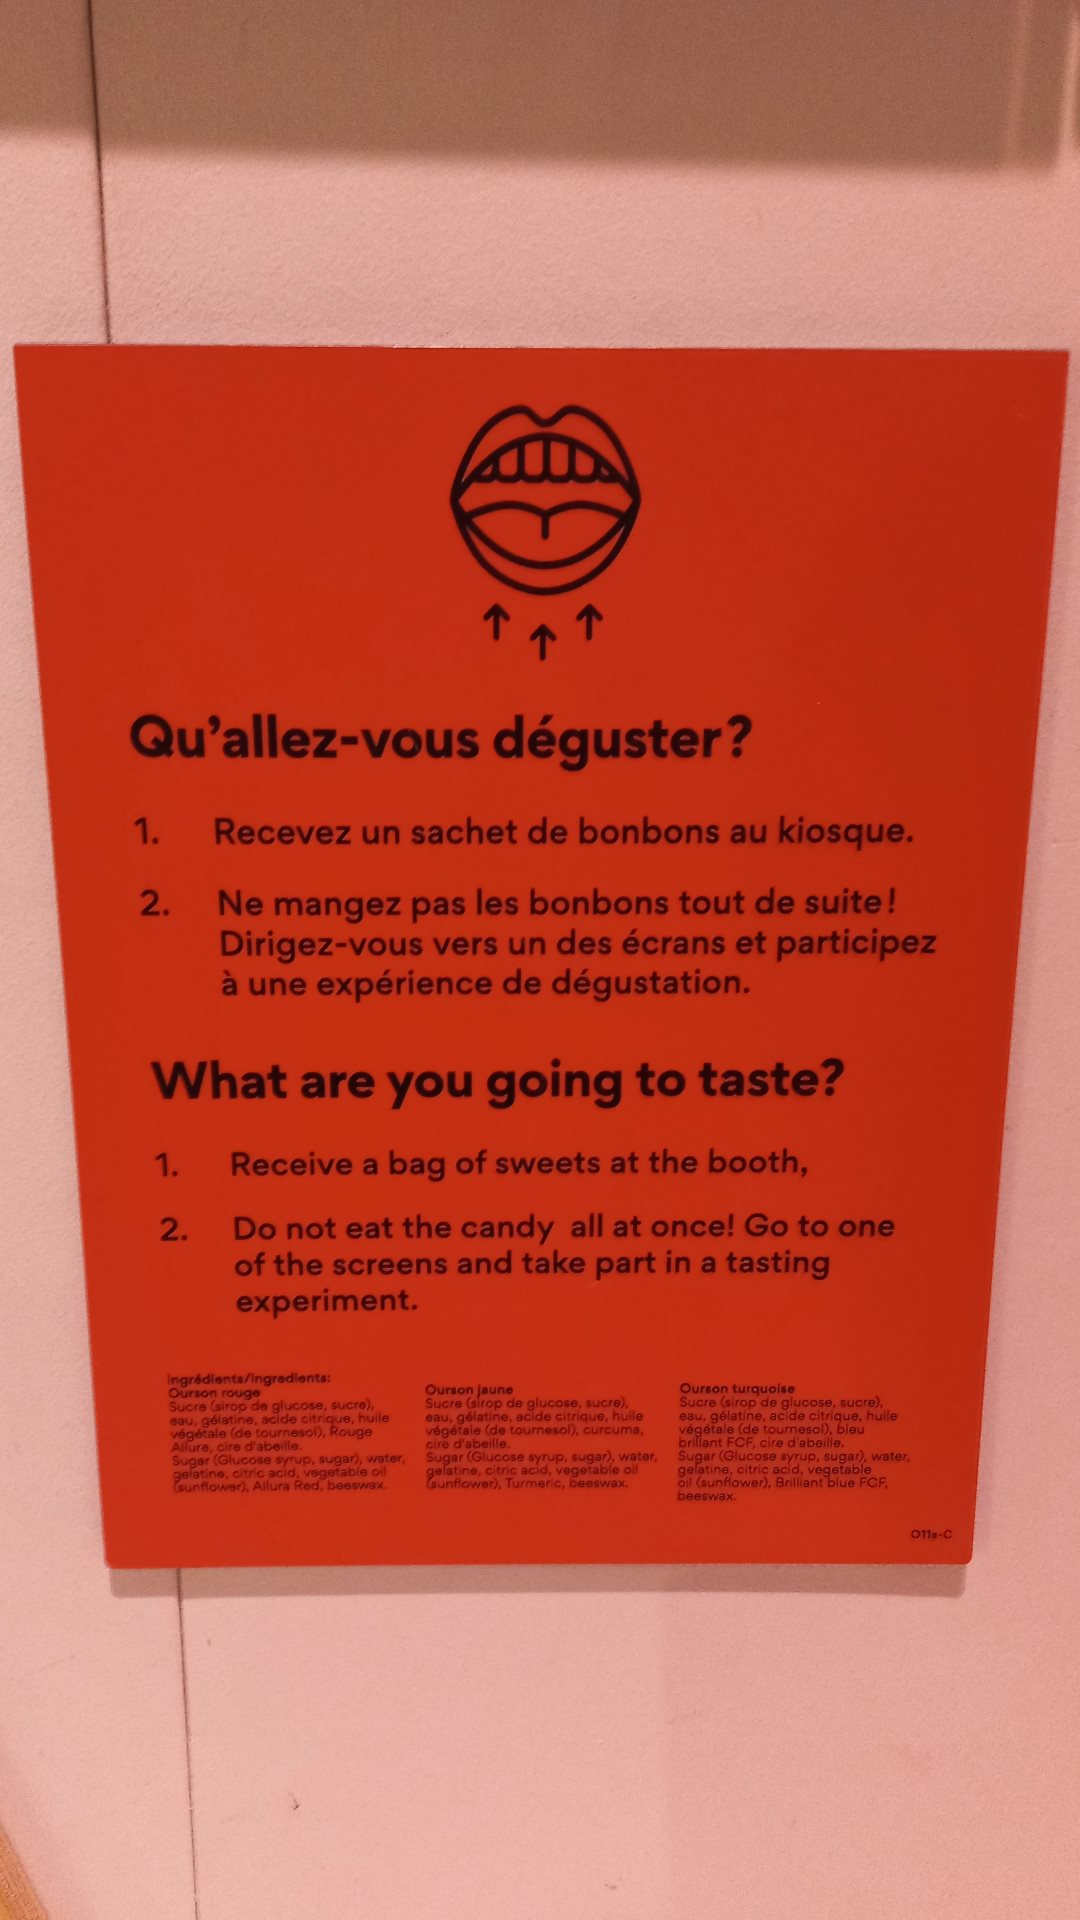 Qu'allez-vous déguster?
1. Recevez un sachet de bonbons au kiosque.
2. Ne mangez pas les bonbons tout de suite!
Dirigez-vous vers un des écrans et participez
à une expérience de dégustation.
What are you going to taste?
1. Receive a bag of sweets at the booth,
2. Do not eat the candy all at once! Go to one
of the screens and take part in a tasting
experiment.
ingrédients/ingredients:
Ourson rouge
Sucre (sirop de glucose, sucre),
eau, gélatine, acide citrique, huile
végétale (de tournesol), Rouge
Allure, cire d'abeille.
Sugar (Glucose syrup, sugar), water,
gelatine, citric acid, vegetable oil
(sunflower), Allura Red, beeswax.
Ourson jaune
Sucre (sirop de glucose, sucre),
eau, gélatine, acide citrique, huile
végétale (de tournesol), curcuma,
cire d'abeille.
Sugar (Glucose syrup, sugar), water,
gelatine, citric acid, vegetable oil
(sunflower), Turmeric, beeswax.
Ourson turquoise
Sucre (sirop de glucose, sucre),
eau, gélatine, acide citrique, huile
végétale (de tournesol), bleu
brillant FCF, cire d'abeille.
Sugar (Glucose syrup, sugar), water,
gelatine, citric acid, vegetable
oil (sunflower), Brilliant blue FCF,
beeswax.
O11a-C